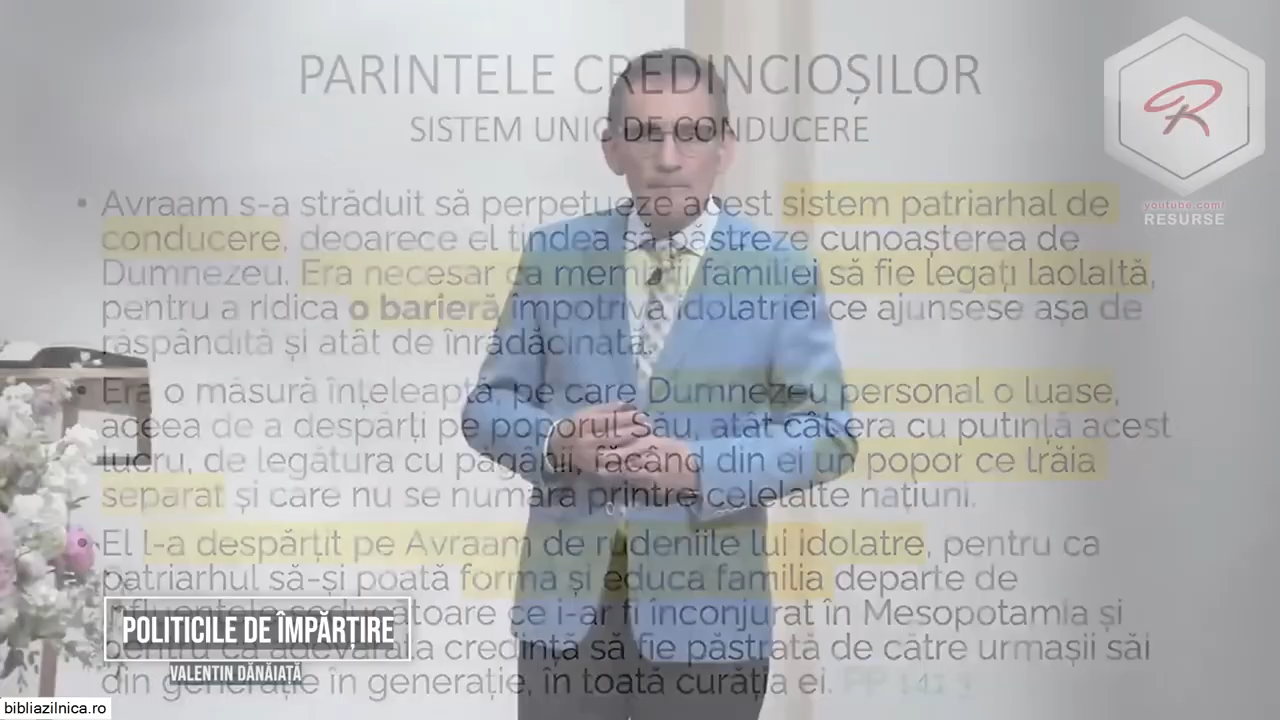 PARINTELE CREDINCIOȘILOR
SISTEM UNIC DE CONDUCERE
R
youtube.com/
RESURSE
• Avraam s-a străduit să perpetueze acest sistem patriarhal de
conducere, deoarece el tindea să păstreze cunoașterea de
Dumnezeu. Era necesar ca membrii familiei să fie legați laolaltă,
pentru a ridica o barieră împotriva idolatriei ce ajunsese așa de
răspândită și atât de înrădăcinată.
• Era o măsură înțeleaptă, pe care Dumnezeu personal o luase,
aceea de a despărți pe poporul Său, atât cât era cu putință acest
lucru, de legătura cu păgânii, făcând din ei un popor ce trăia
separat și care nu se număra printre celelalte națiuni.
• El l-a despărțit pe Avraam de rudeniile lui idolatre, pentru ca
patriarhul să-și poată forma și educa familia departe de
influențele seducătoare ce i-ar fi înconjurat în Mesopotamia și
pentru ca adevărata credință să fie păstrată de către urmașii săi
din generație în generație, în toată curăția ei. PP 141.3
POLITICILE DE ÎMPĂRȚIRE
VALENTIN DĂNĂIAȚĂ
bibliazilnica.ro